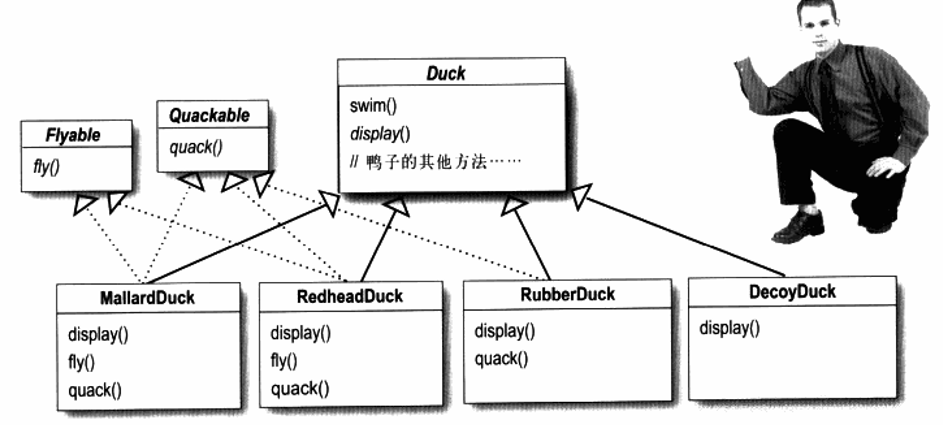 Duck
swim()
display()
// 鸭子的其他方法……
Quackable
quack()
Flyable
fly()
MallardDuck
display()
fly()
quack()
RedheadDuck
display()
fly()
quack()
RubberDuck
display()
quack()
DecoyDuck
display()